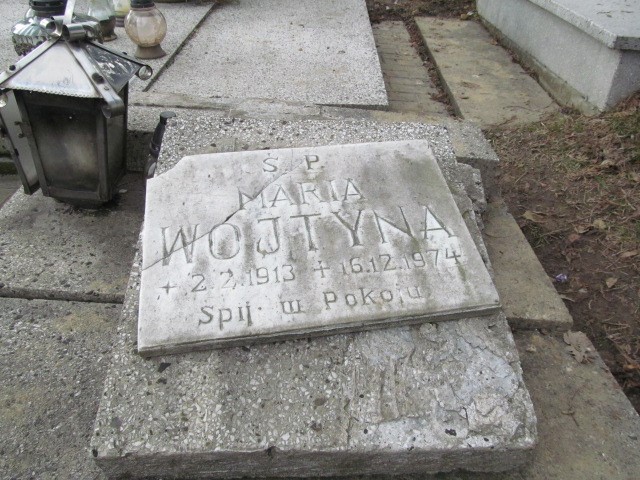 Ś P.
MARIA
WOJTYNA
+ 2.2.1913 + 16.12.1974
Spij w Pokoju